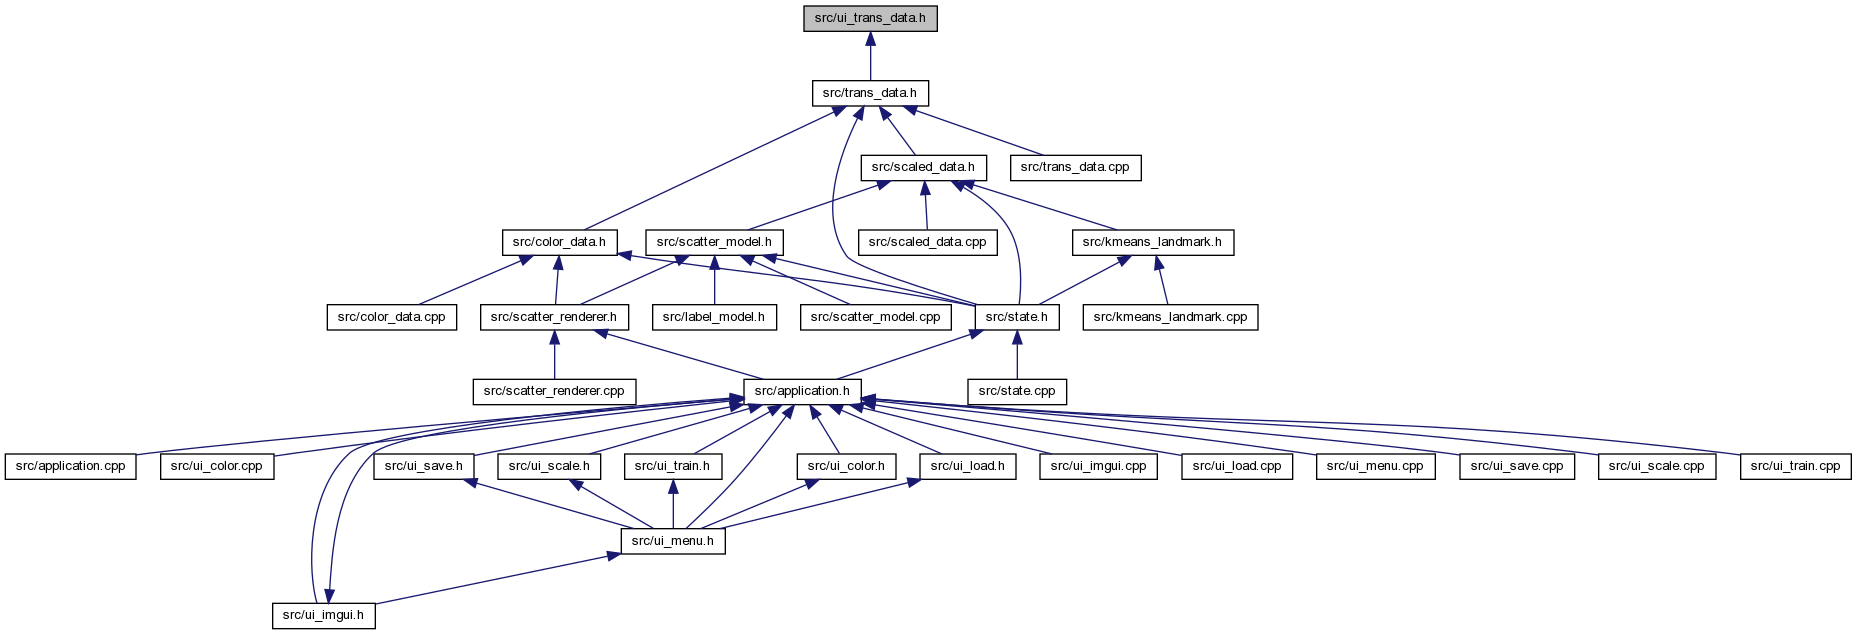 src/ui_trans_data.h
src/trans_data.h
src/scaled_data.h
src/trans_data.cpp
src/color_data.h
src/scatter_model.h
src/scaled_data.cpp
src/kmeans_landmark.h
src/color_data.cpp
src/scatter_renderer.h
src/label_model.h
src/scatter_model.cpp
src/state.h
src/kmeans_landmark.cpp
src/scatter_renderer.cpp
src/application.h
src/state.cpp
src/application.cpp
src/ui_color.cpp
src/ui_save.h
src/ui_scale.h
src/ui_train.h
src/ui_color.h
src/ui_load.h
src/ui_imgui.cpp
src/ui_load.cpp
src/ui_menu.cpp
src/ui_save.cpp
src/ui_scale.cpp
src/ui_train.cpp
src/ui_menu.h
src/ui_imgui.h